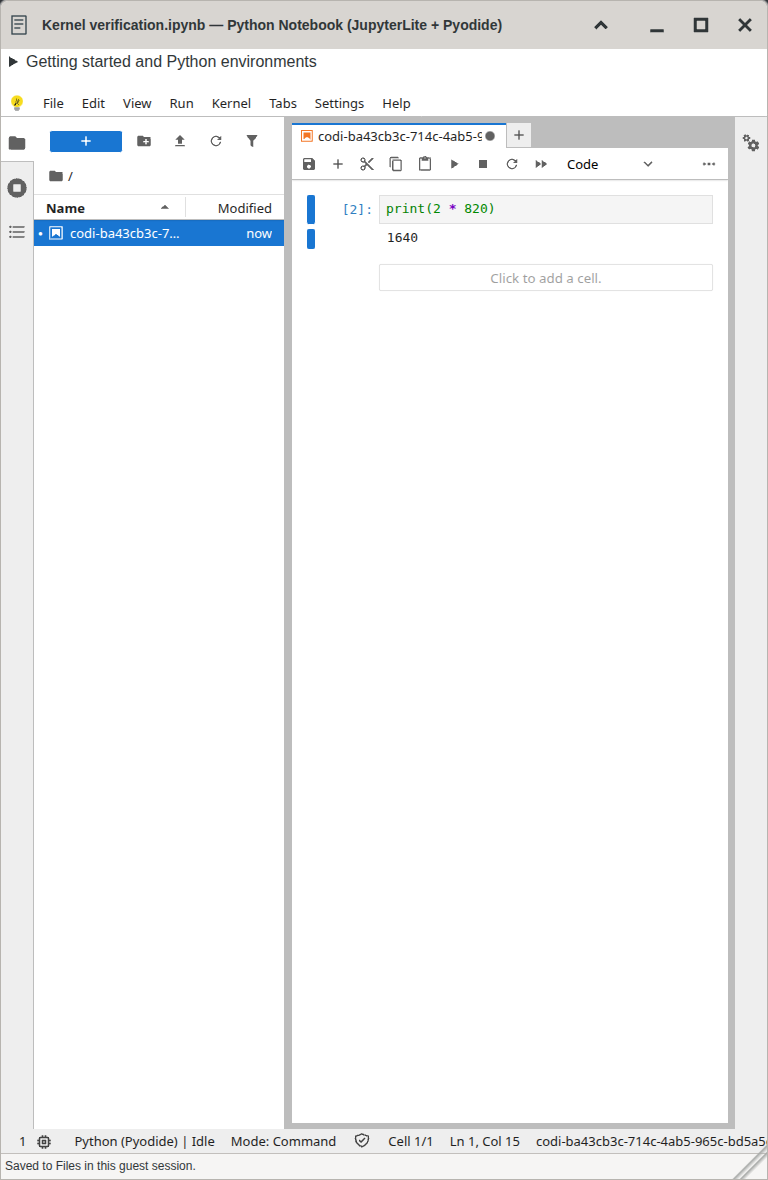 Kernel verification.ipynb — Python Notebook (JupyterLite + Pyodide)
Getting started and Python environments
File Edit View Run Kernel Tabs Settings Help
codi-ba43cb3c-714c-4ab5-9
/
Code
Name Modified
codi-ba43cb3c-7... now
[2]: print(2 * 820)
1640
Click to add a cell.
1 Python (Pyodide) | Idle Mode: Command Cell 1/1 Ln 1, Col 15 codi-ba43cb3c-714c-4ab5-965c-bd5a5
Saved to Files in this guest session.